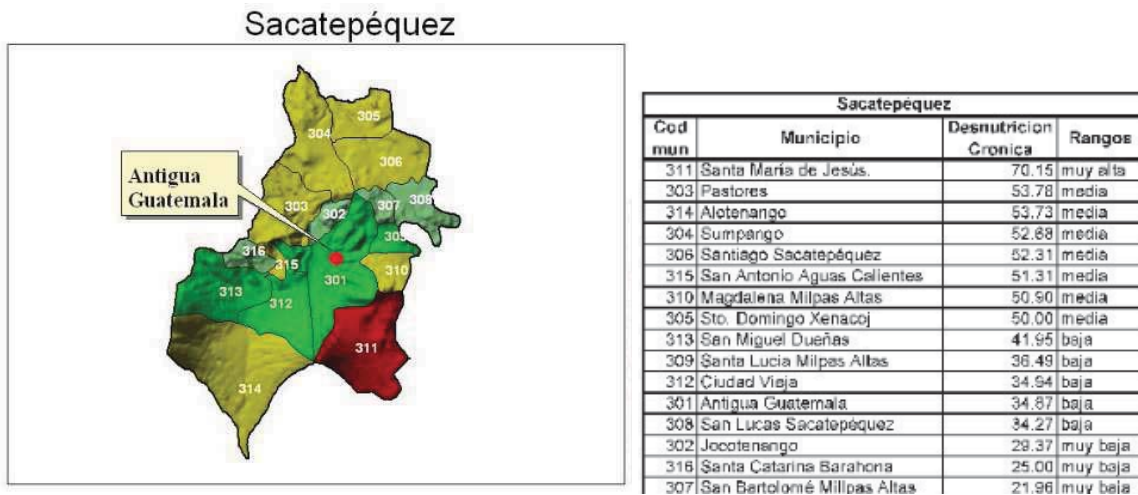 Sacatepéquez
305
304
306
Antigua
Guatemala
303
302
307
308
316
315
301
310
313
312
311
314
Sacatepéquez
Cod mun Municipio Desnutricion Cronica Rangos
311 Santa María de Jesús. 70.15 muy alta
303 Pastores 53.78 media
314 Alotenango 53.73 media
304 Sumpango 52.68 media
306 Santiago Sacatepéquez 52.31 media
315 San Antonio Aguas Calientes 51.31 media
310 Magdalena Milpas Altas 50.90 media
305 Sto. Domingo Xenacoj 50.00 media
313 San Miguel Dueñas 41.95 baja
309 Santa Lucia Milpas Altas 36.49 baja
312 Ciudad Vieja 34.94 baja
301 Antigua Guatemala 34.87 baja
308 San Lucas Sacatepéquez 34.27 baja
302 Jocotenango 29.37 muy baja
316 Santa Catarina Barahona 25.00 muy baja
307 San Bartolomé Millpas Altas 21.96 muy baja